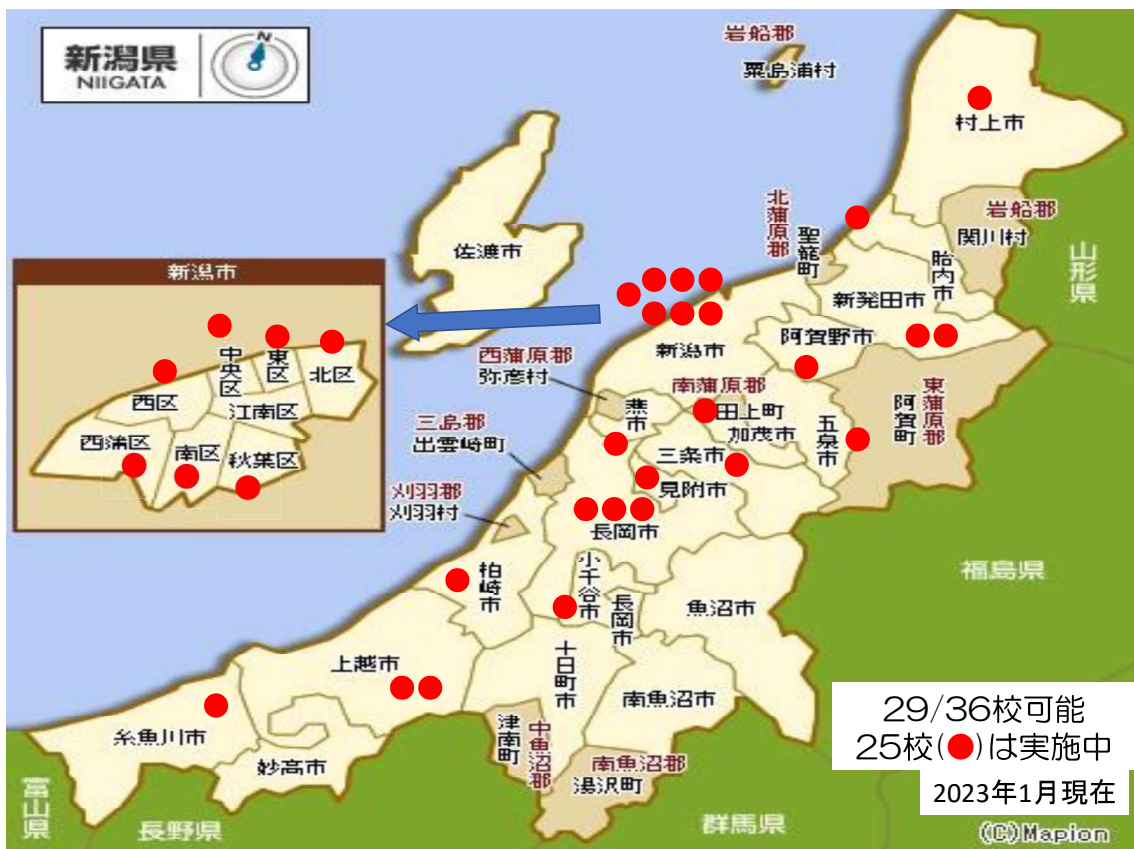 新潟県
NIIGATA
N
岩船郡
粟島浦村
村上市
岩船郡
関川村
山形県
北蒲原郡
聖籠町
胎内市
新発田市
佐渡市
新潟市
中央区
東区
北区
西区
江南区
西蒲区
南区
秋葉区
新潟市
阿賀野市
西蒲原郡
弥彦村
燕市
南蒲原郡
田上町
加茂市
五泉市
東蒲原郡
阿賀町
三島郡
出雲崎町
三条市
見附市
刈羽郡
刈羽村
長岡市
柏崎市
小千谷市
長岡市
魚沼市
福島県
上越市
十日町市
南魚沼市
糸魚川市
妙高市
津南町
中魚沼郡
南魚沼郡
湯沢町
富山県
長野県
群馬県
29/36校可能
25校(●)は実施中
2023年1月現在
(C)Mapion